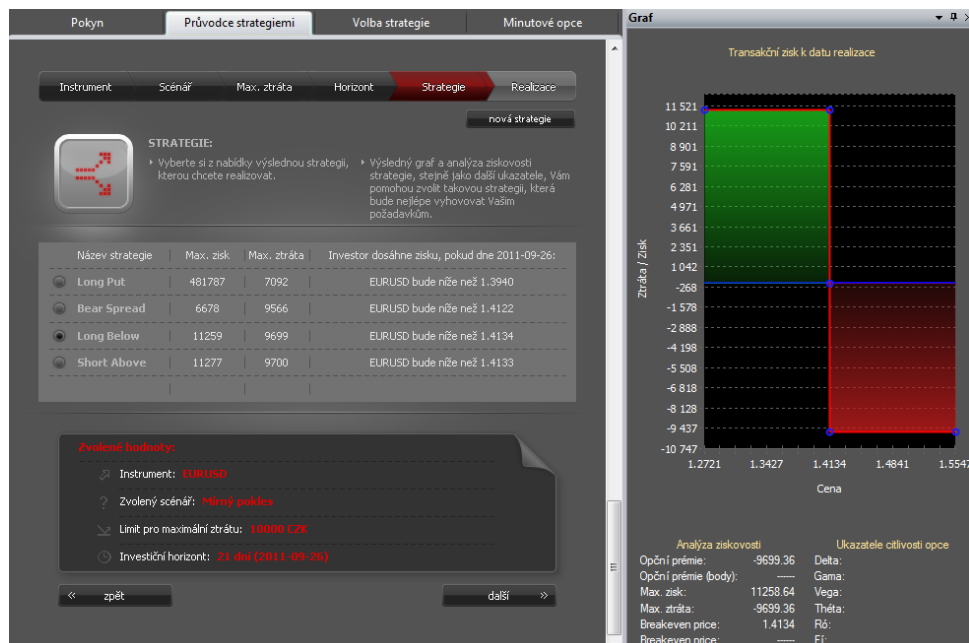 Pokyn
Průvodce strategiemi
Volba strategie
Minutové opce
Instrument
Scénář
Max. ztráta
Horizont
Strategie
Realizace
nová strategie
STRATEGIE:
Vyberte si z nabídky výslednou strategii,
kterou chcete realizovat.
Výsledný graf a analýza ziskovosti
strategie, stejně jako další ukazatele, Vám
pomohou zvolit takovou strategii, která
bude nejlépe vyhovovat Vašim
požadavkům.
Název strategie Max. zisk Max. ztráta Investor dosáhne zisku, pokud dne 2011-09-26:
Long Put 481787 7092 EURUSD bude níže než 1.3940
Bear Spread 6678 9566 EURUSD bude níže než 1.4122
Long Below 11259 9699 EURUSD bude níže než 1.4134
Short Above 11277 9700 EURUSD bude níže než 1.4133
Zvolené hodnoty:
Instrument: EURUSD
Zvolený scénář: Mírný pokles
Limit pro maximální ztrátu: 10000 CZK
Investiční horizont: 21 dní (2011-09-26)
« zpět
další »
Graf
Transakční zisk k datu realizace
Ztráta / Zisk
11 521
10 211
8 901
7 591
6 281
4 971
3 661
2 351
1 042
-268
-1 578
-2 888
-4 198
-5 508
-6 818
-8 128
-9 437
-10 747
1.2721 1.3427 1.4134 1.4841 1.5547
Cena
Analýza ziskovosti
Opční prémie: -9699.36
Opční prémie (body): -----
Max. zisk: 11258.64
Max. ztráta: -9699.36
Breakeven price: 1.4134
Breakeven price: -----
Ukazatele citlivosti opce
Delta:
Gama:
Vega:
Théta:
Ró:
Fí: